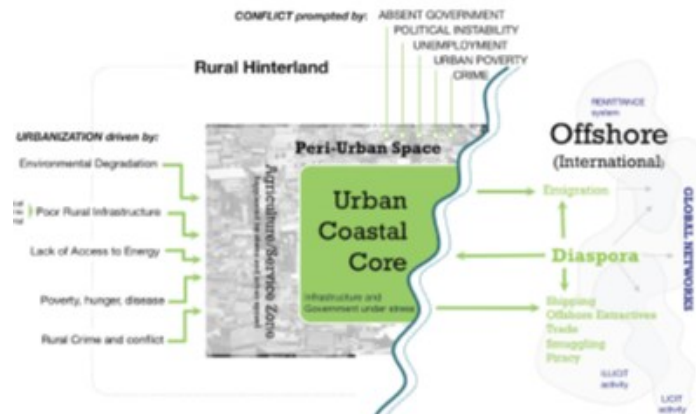 CONFLICT prompted by:
ABSENT GOVERNMENT
POLITICAL INSTABILITY
UNEMPLOYMENT
URBAN POVERTY
CRIME
Rural Hinterland
URBANIZATION driven by:
Environmental Degradation
Poor Rural Infrastructure
Lack of Access to Energy
Poverty, hunger, disease
Rural Crime and conflict
Peri-Urban Space
Agriculture/Service Zone
Urban
Coastal
Core
Infrastructure and
Government under stress
REMITTANCE
system
Offshore
(International)
Emigration
Diaspora
Shipping
Offshore Extractives
Trade
Smuggling
Piracy
GLOBAL NETWORKS
ILLICIT
activity
LICIT
activity